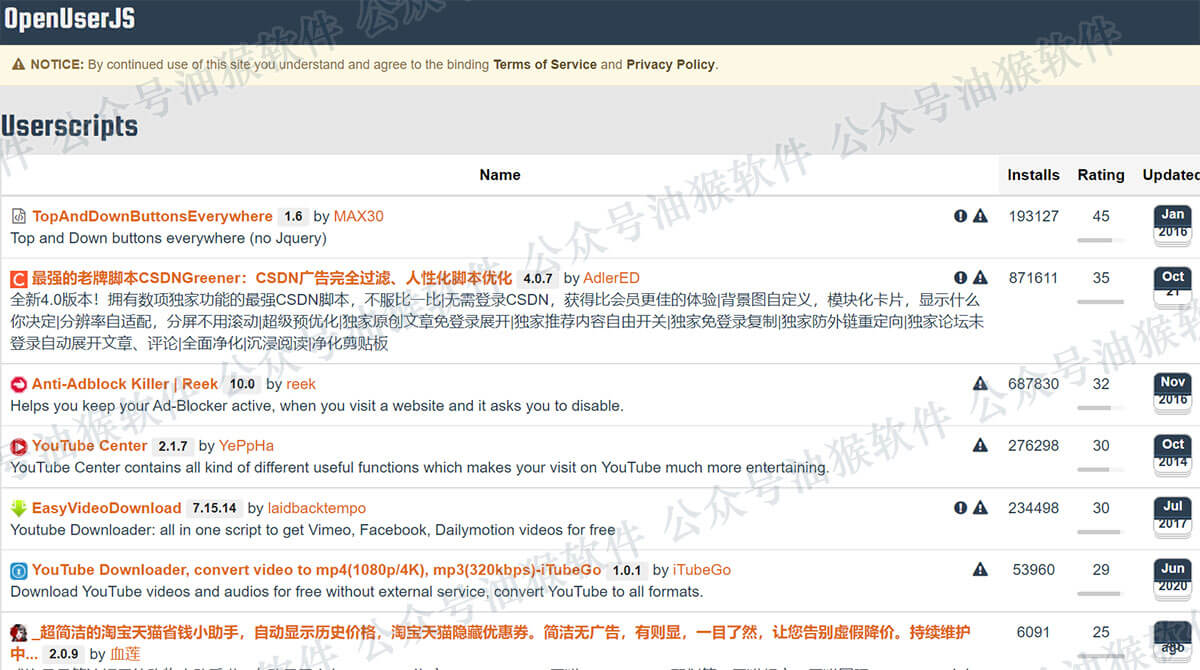 OpenUserJS
NOTICE: By continued use of this site you understand and agree to the binding Terms of Service and Privacy Policy.
Userscripts
Name Installs Rating Updated
TopAndDownButtonsEverywhere 1.6 by MAX30 193127 45 Jan 2016
Top and Down buttons everywhere (no Jquery)
最强的老牌脚本CSDNGreener：CSDN广告完全过滤、人性化脚本优化 4.0.7 by AdlerED 871611 35 Oct 21
全新4.0版本！拥有数项独家功能的最强CSDN脚本，不服比一比|无需登录CSDN，获得比会员更佳的体验|背景图自定义，模块化卡片，显示什么
你决定|分辨率自适配，分屏不用滚动|超级预优化|独家原创文章免登录展开|独家推荐内容自由开关|独家免登录复制|独家防外链重定向|独家论坛未
登录自动展开文章、评论|全面净化|沉浸阅读|净化剪贴板
Anti-Adblock Killer | Reek 10.0 by reek 687830 32 Nov 2016
Helps you keep your Ad-Blocker active, when you visit a website and it asks you to disable.
YouTube Center 2.1.7 by YePpHa 276298 30 Oct 2014
YouTube Center contains all kind of different useful functions which makes your visit on YouTube much more entertaining.
EasyVideoDownload 7.15.14 by laidbacktempo 234498 30 Jul 2017
Youtube Downloader: all in one script to get Vimeo, Facebook, Dailymotion videos for free
YouTube Downloader, convert video to mp4(1080p/4K), mp3(320kbps)-iTubeGo 1.0.1 by iTubeGo 53960 29 Jun 2020
Download YouTube videos and audios for free without external service, convert YouTube to all formats.
_超简洁的淘宝天猫省钱小助手，自动显示历史价格，淘宝天猫隐藏优惠券。简洁无广告，有则显，一目了然，让您告别虚假降价。持续维护 6091 25 ago
中... 2.0.9 by 血莲
公众号油猴软件